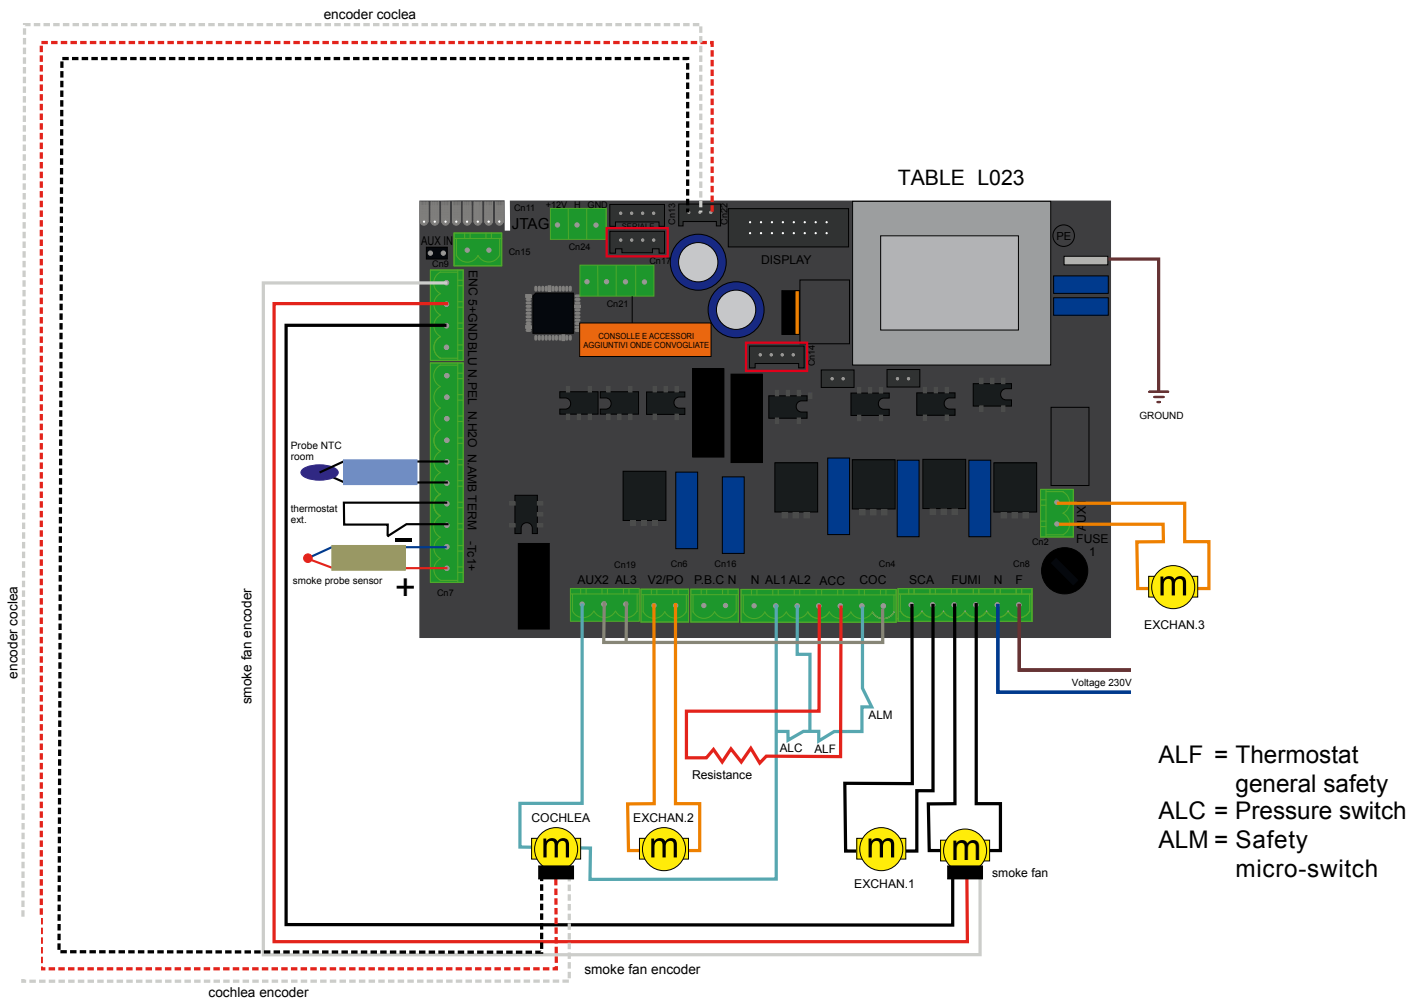 encoder coclea
TABLE L023
Cn11
+12V H GND
JTAG
SERIALE
Cn13
Cn22
PE
AUX IN
Cn9
Cn15
Cn24
Cn17
DISPLAY
Cn21
CONSOLLE E ACCESSORI
AGGIUNTIVI ONDE CONVOGLIATE
Cn14
ENC 5+GNDBLU N.PEL N.H2O N.AMB TERM -Tc1+
GROUND
Probe NTC
room
thermostat
ext.
smoke probe sensor
-
+
Cn7
AUX
Cn2
FUSE
1
Cn19
Cn6
Cn16
Cn4
Cn8
AUX2 AL3 V2/PO P.B.C N N AL1 AL2 ACC COC SCA FUMI N F
m
EXCHAN.3
encoder coclea
smoke fan encoder
Voltage 230V
ALM
ALC
ALF
Resistance
ALF = Thermostat
general safety
ALC = Pressure switch
ALM = Safety
micro-switch
COCHLEA
EXCHAN.2
m
m
m
m
EXCHAN.1
smoke fan
smoke fan encoder
cochlea encoder